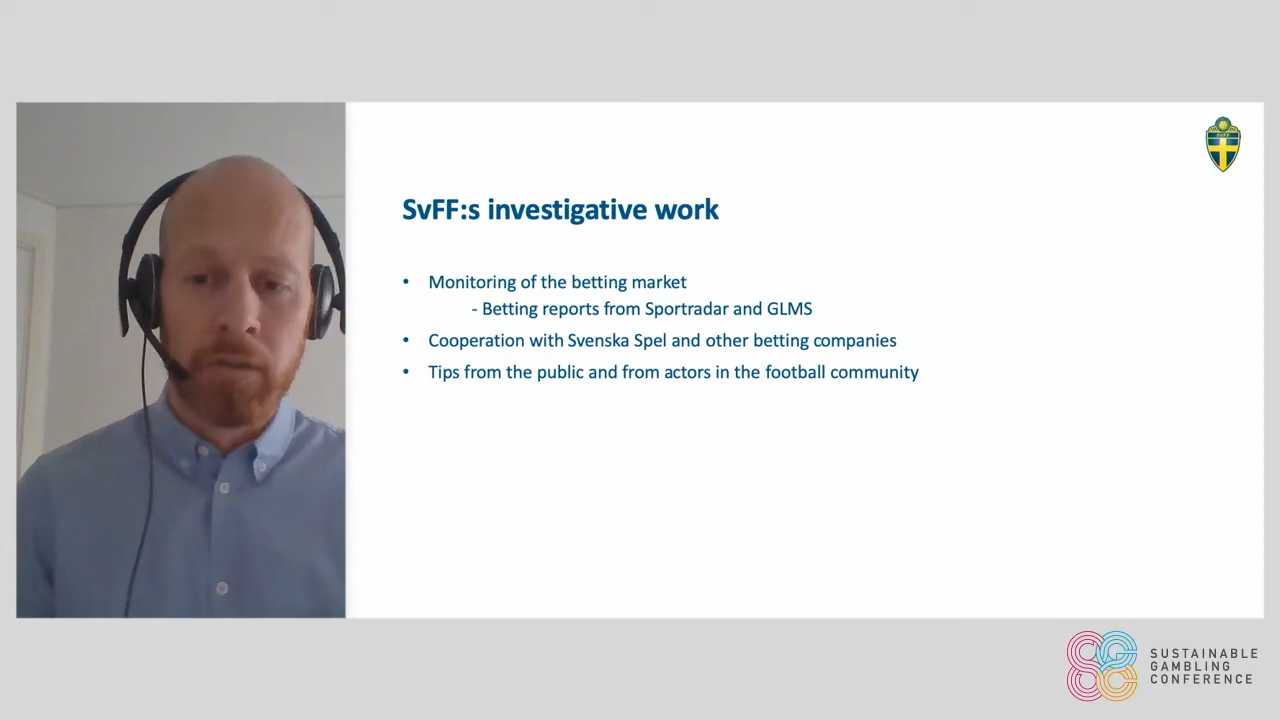 SvFF
SvFF:s investigative work
• Monitoring of the betting market
- Betting reports from Sportradar and GLMS
• Cooperation with Svenska Spel and other betting companies
• Tips from the public and from actors in the football community
SUSTAINABLE
GAMBLING
CONFERENCE